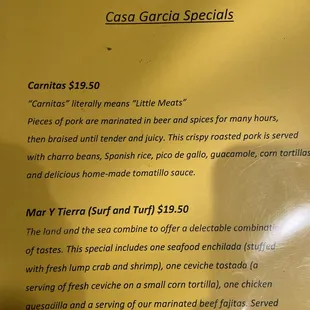 Casa Garcia Specials
Carnitas $19.50
“Carnitas” literally means “Little Meats”
Pieces of pork are marinated in beer and spices for many hours,
then braised until tender and juicy. This crispy roasted pork is served
with charro beans, Spanish rice, pico de gallo, guacamole, corn tortillas
and delicious home-made tomatillo sauce.
Mar Y Tierra (Surf and Turf) $19.50
The land and the sea combine to offer a delectable combinati
of tastes. This special includes one seafood enchilada (stuffed
with fresh lump crab and shrimp), one ceviche tostada (a
serving of fresh ceviche on a small corn tortilla), one chicken
quesadilla and a serving of our marinated beef fajitas. Served